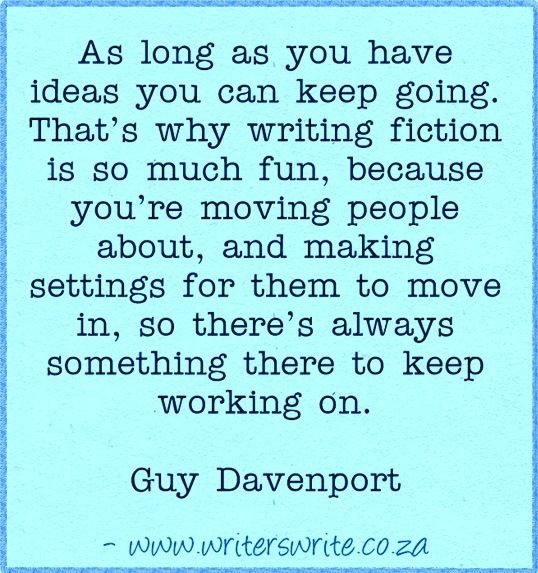 As long as you have
ideas you can keep going.
That's why writing fiction
is so much fun, because
you're moving people
about, and making
settings for them to move
in, so there's always
something there to keep
working on.
Guy Davenport
- www.writerswrite.co.za